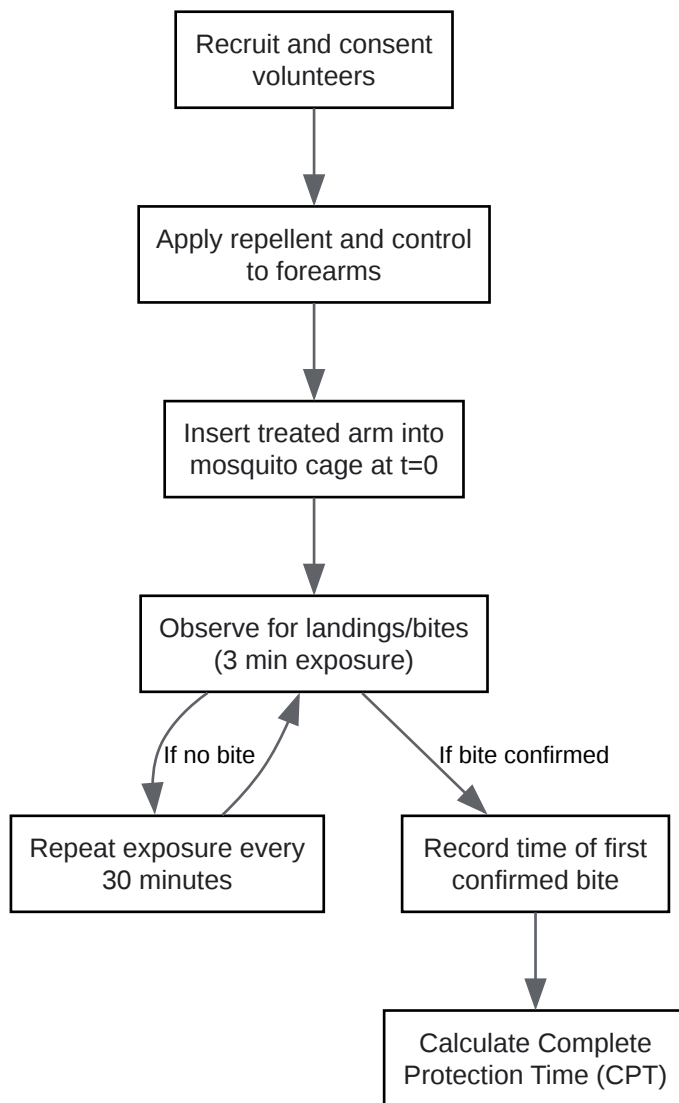 Recruit and consent
volunteers
Apply repellent and control
to forearms
Insert treated arm into
mosquito cage at t=0
Observe for landings/bites
(3 min exposure)
If no bite
If bite confirmed
Repeat exposure every
30 minutes
Record time of first
confirmed bite
Calculate Complete
Protection Time (CPT)